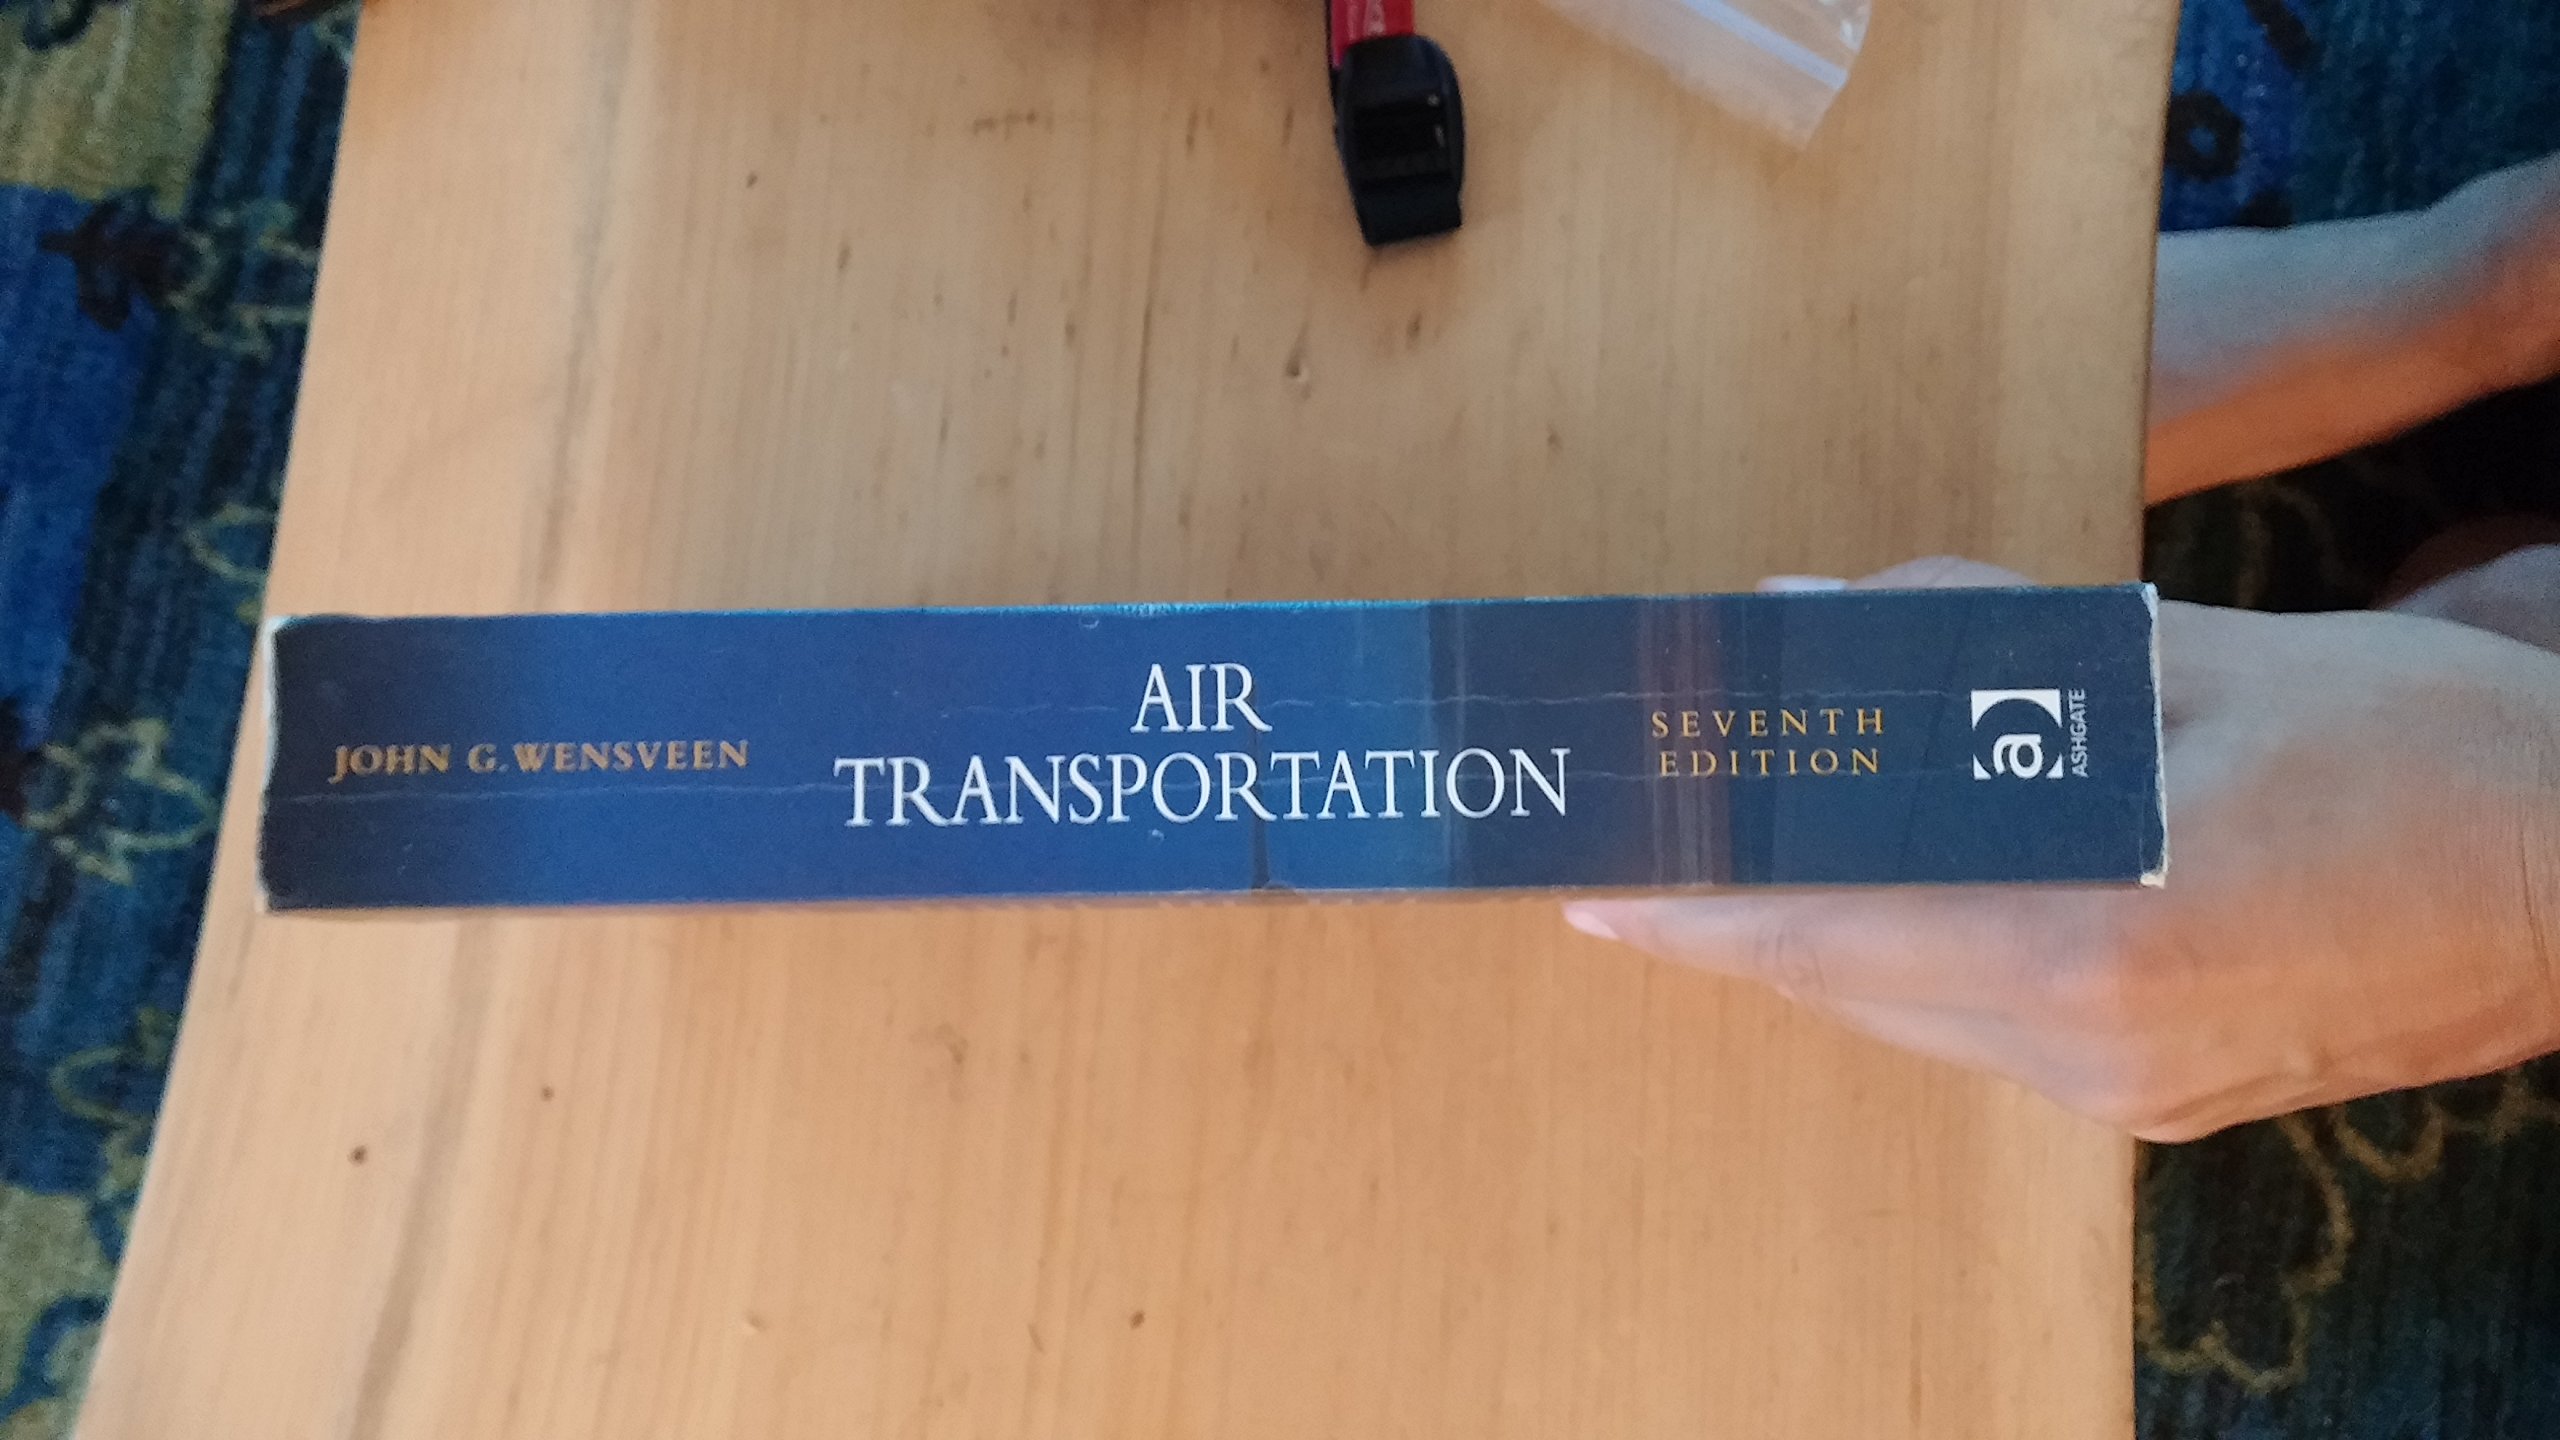 JOHN G. WENSVEEN
AIR
TRANSPORTATION
SEVENTH
EDITION
a
ASHGATE